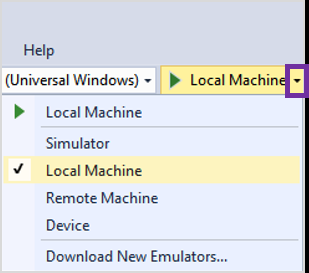 Help
(Universal Windows) Local Machine
Local Machine
Simulator
Local Machine
Remote Machine
Device
Download New Emulators...